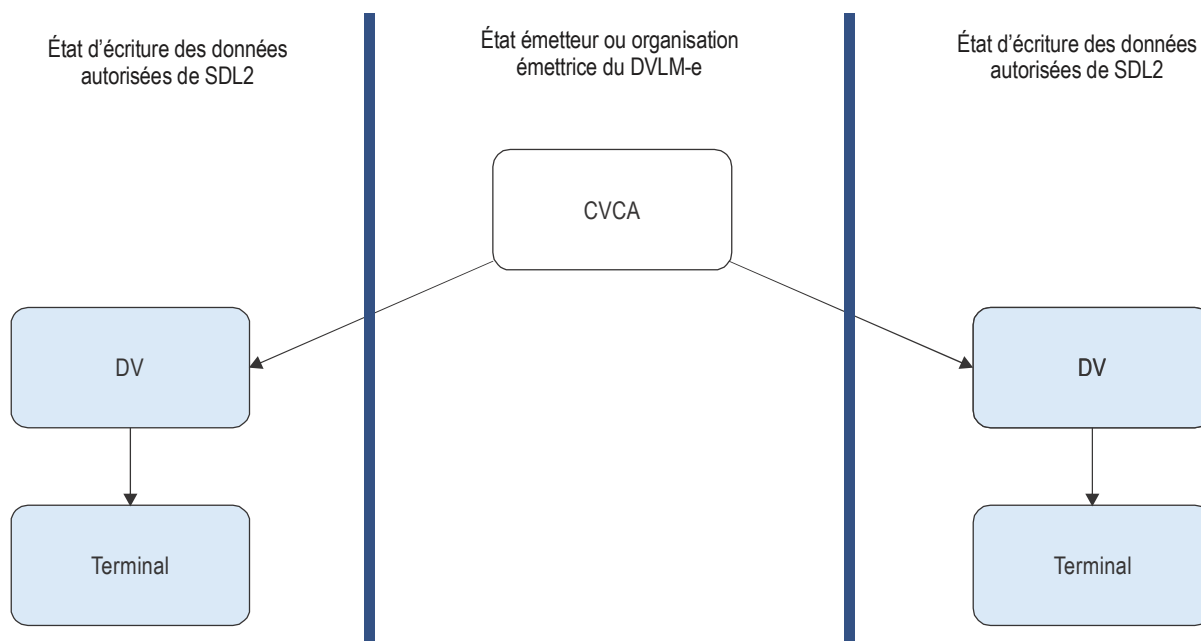 État d'écriture des données
autorisées de SDL2
État émetteur ou organisation
émettrice du DVLM-e
État d'écriture des données
autorisées de SDL2
CVCA
DV
DV
Terminal
Terminal